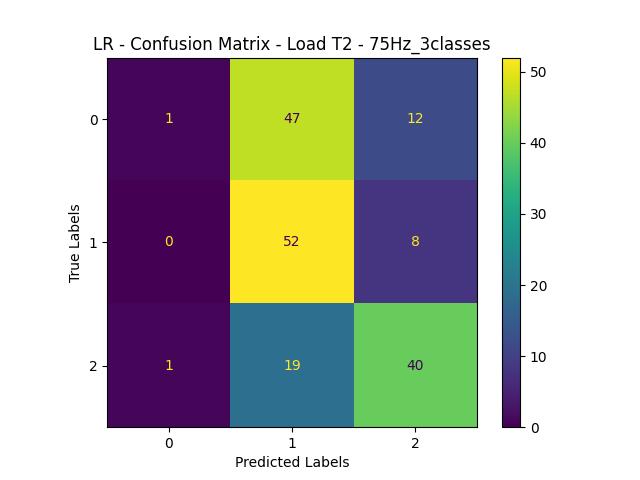 LR - Confusion Matrix - Load T2 - 75Hz_3classes
50
0 1 47 12
40
30
1 0 52 8
20
2 1 19 40
10
0
0 1 2
True Labels
Predicted Labels